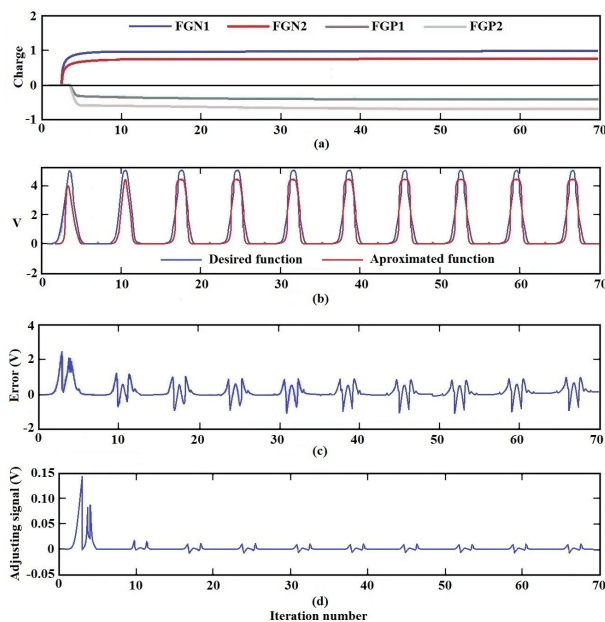 FGN1 FGN2 FGP1 FGP2
Charge
2
1
0
-1
0 10 20 30 40 50 60 70
(a)
V
4
2
0
-2
Desired function Aproximated function
0 10 20 30 40 50 60 70
(b)
Error (V)
4
2
0
-2
0 10 20 30 40 50 60 70
(c)
Adjusting signal (V)
0.15
0.10
0.05
0
-0.05
0 10 20 30 40 50 60 70
(d)
Iteration number